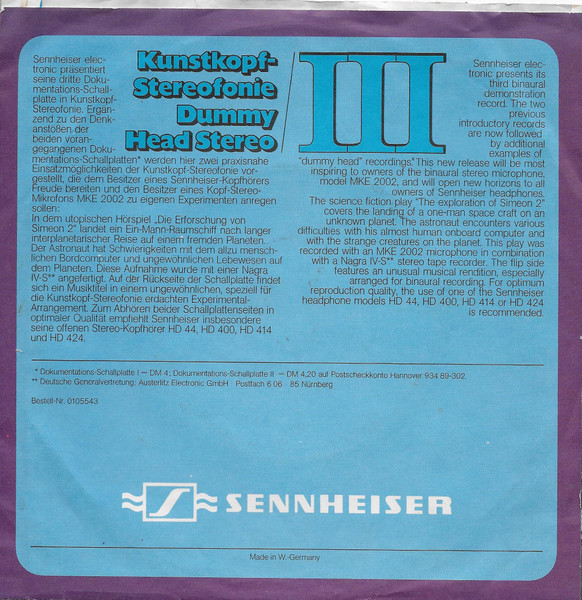 Kunstkopf-
Stereofonie
Dummy
Head Stereo
III
Sennheiser elec-
tronic präsentiert
seine dritte Doku-
mentations-Schall-
platte in Kunstkopf-
Stereofonie. Ergän-
zend zu den Denk-
anstößen der
beiden voran-
gegangenen Doku-
mentations-Schallplatten* werden hier zwei praxisnahe
Einsatzmöglichkeiten der Kunstkopf-Stereofonie vor-
gestellt, die dem Besitzer eines Sennheiser-Kopfhörers
Freude bereiten und den Besitzer eines Kopf-Stereo-
Mikrofons MKE 2002 zu eigenen Experimenten anregen
sollen:
In dem utopischen Hörspiel „Die Erforschung von
Simeon 2" landet ein Ein-Mann-Raumschiff nach langer
interplanetarischer Reise auf einem fremden Planeten.
Der Astronaut hat Schwierigkeiten mit dem allzu mensch-
lichen Bordcomputer und ungewöhnlichen Lebewesen auf
dem Planeten. Diese Aufnahme wurde mit einer Nagra
IV-S** angefertigt. Auf der Rückseite der Schallplatte findet
sich ein Musiktitel in einem ungewöhnlichen, speziell für
die Kunstkopf-Stereofonie erdachten Experimental-
Arrangement. Zum Abhören beider Schallplattenseiten in
optimaler Qualität empfiehlt Sennheiser insbesondere
seine offenen Stereo-Kopfhörer HD 44, HD 400, HD 414
und HD 424.
Sennheiser elec-
tronic presents its
third binaural
demonstration
record. The two
previous
introductory records
are now followed
by additional
examples of
"dummy head" recordings.* This new release will be most
inspiring to owners of the binaural stereo microphone,
model MKE 2002, and will open new horizons to all
owners of Sennheiser headphones.
The science fiction play "The exploration of Simeon 2"
covers the landing of a one-man space craft on an
unknown planet. The astronaut encounters various
difficulties with his almost human onboard computer and
with the strange creatures on the planet. This play was
recorded with an MKE 2002 microphone in combination
with a Nagra IV-S** stereo tape recorder. The flip side
features an unusual musical rendition, especially
arranged for binaural recording. For optimum
reproduction quality, the use of one of the Sennheiser
headphone models HD 44, HD 400, HD 414 or HD 424
is recommended.
* Dokumentations-Schallplatte I – DM 4; Dokumentations-Schallplatte II – DM 4,20 auf Postscheckkonto Hannover 934 89-302.
** Deutsche Generalvertretung: Austerlitz Electronic GmbH Postfach 6 06 85 Nürnberg
Bestell-Nr. 0105543
SENNHEISER
Made in W.-Germany